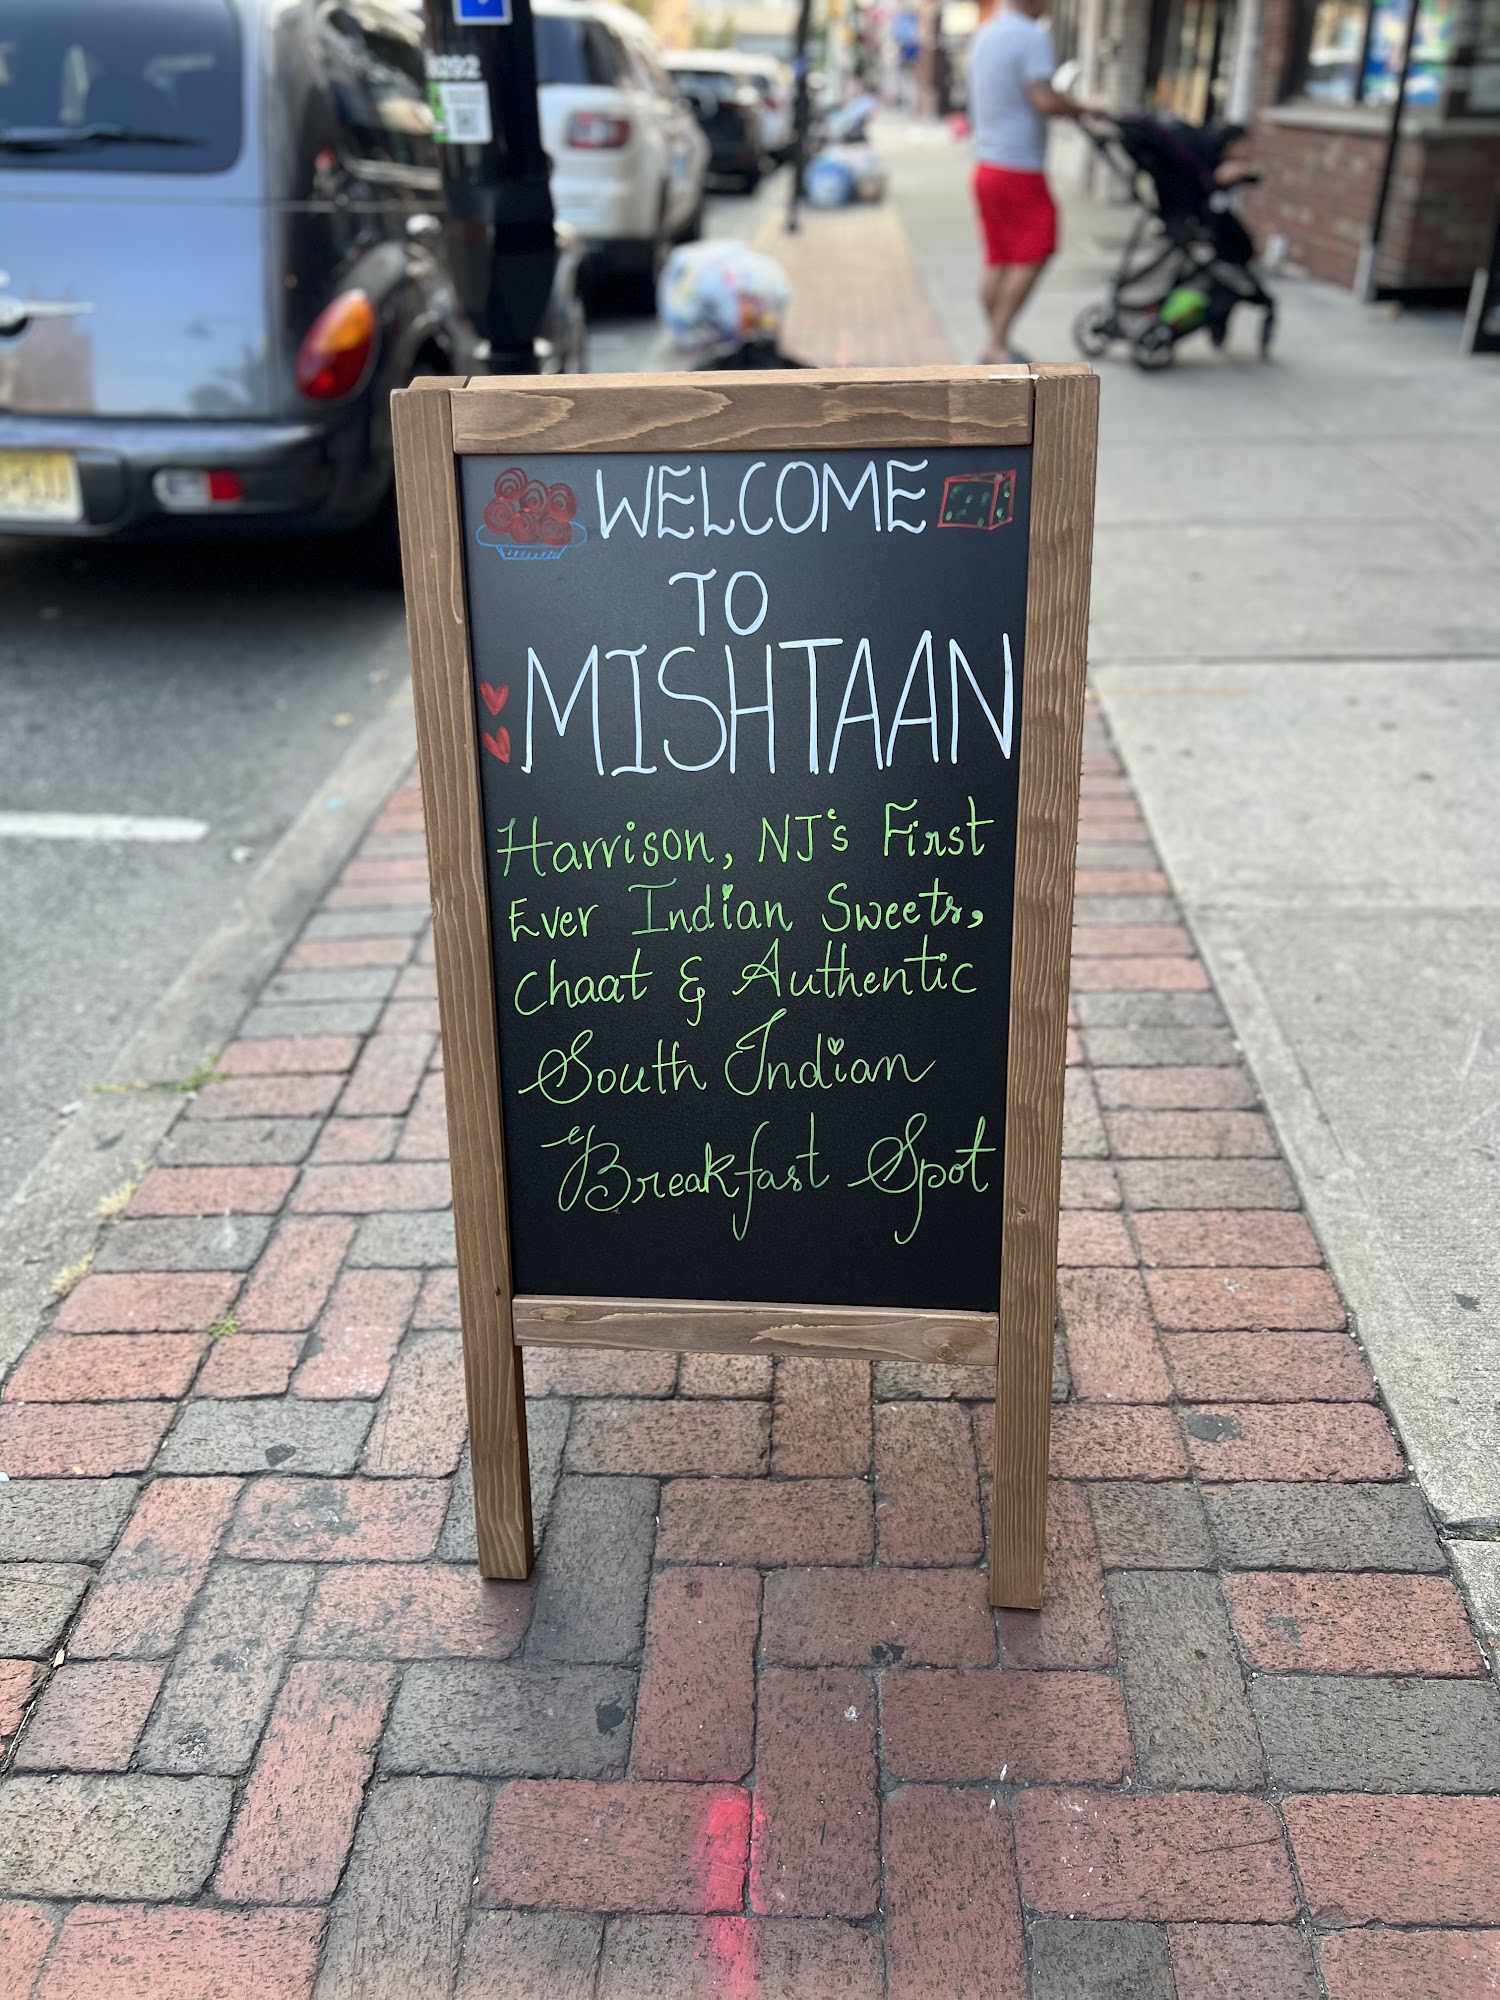 WELCOME
TO
MISHTAAN
Harrison, NJ's First
Ever Indian Sweets,
Chaat & Authentic
South Indian
Breakfast Spot